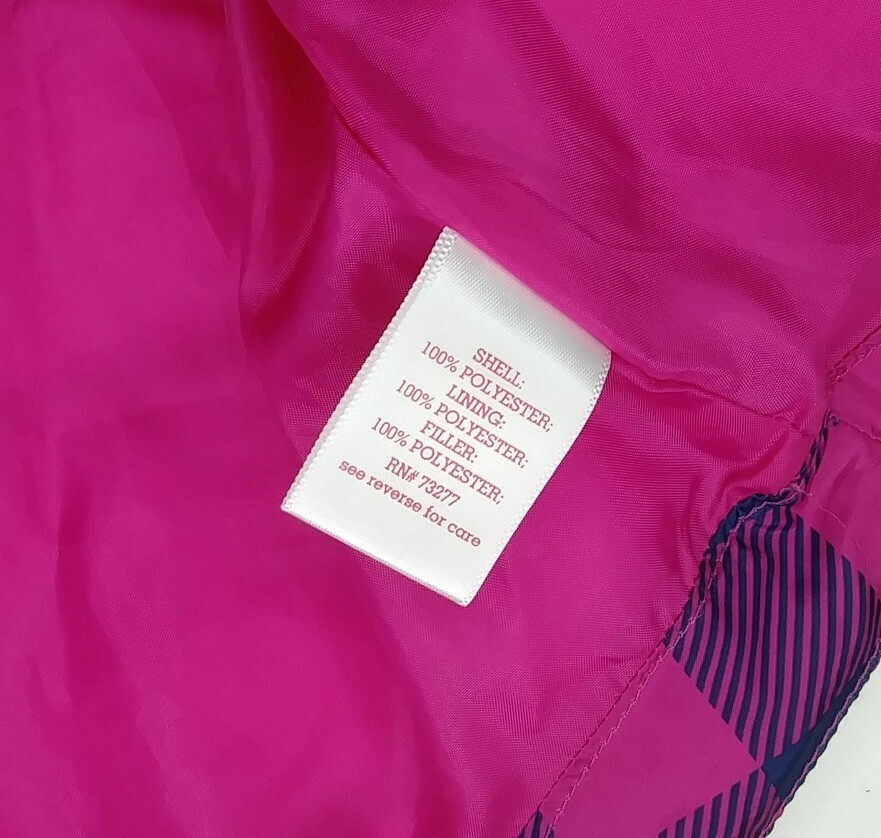 SHELL:
100% POLYESTER;
LINING:
100% POLYESTER;
FILLER:
100% POLYESTER;
RN# 73277
see reverse for care